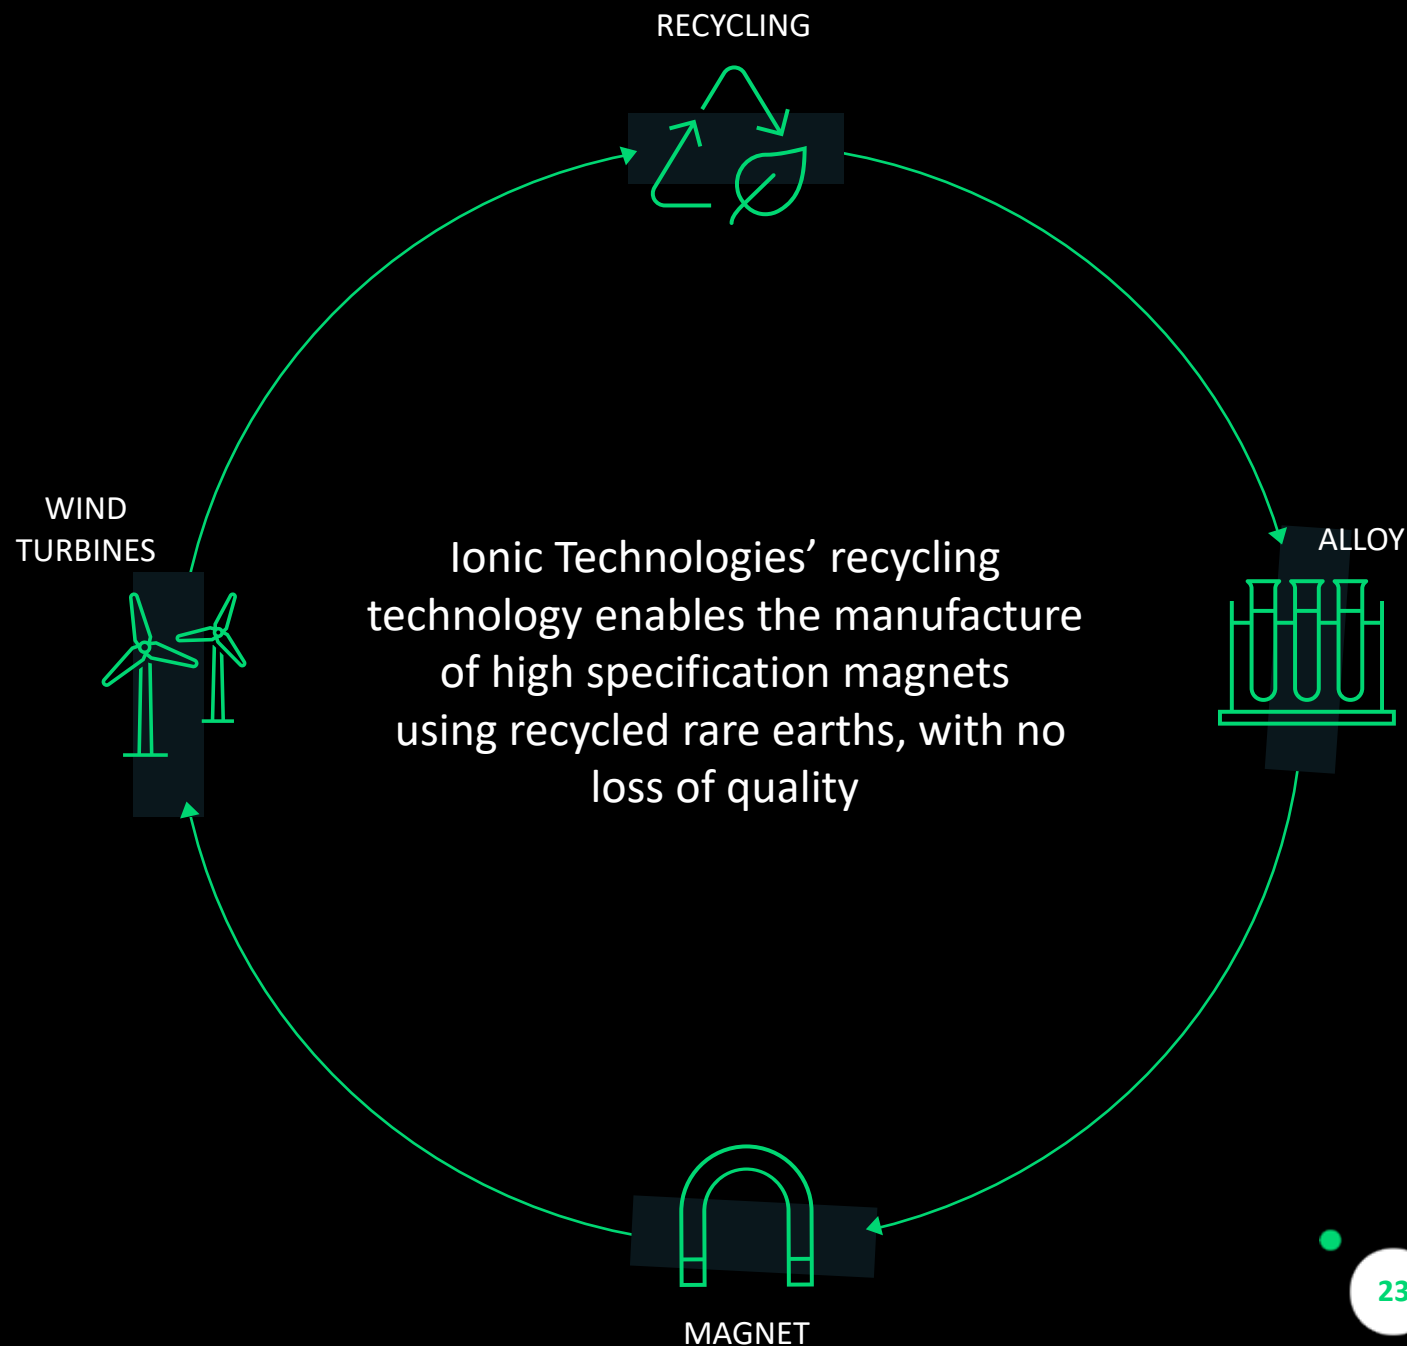 RECYCLING
WIND
TURBINES
ALLOY
Ionic Technologies’ recycling
technology enables the manufacture
of high specification magnets
using recycled rare earths, with no
loss of quality
MAGNET
23